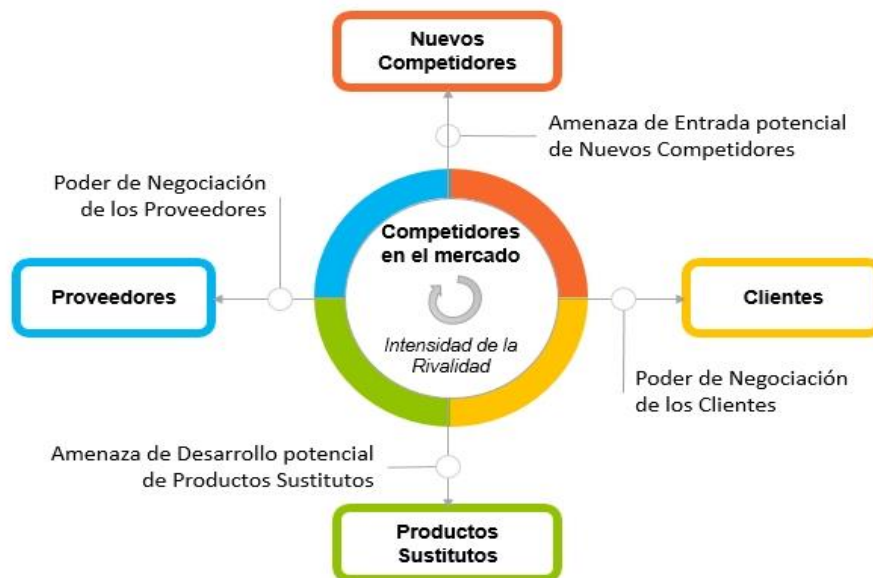 Nuevos
Competidores
Amenaza de Entrada potencial
de Nuevos Competidores
Poder de Negociación
de los Proveedores
Competidores
en el mercado
Proveedores
Clientes
Intensidad de la
Rivalidad
Poder de Negociación
de los Clientes
Amenaza de Desarrollo potencial
de Productos Sustitutos
Productos
Sustitutos